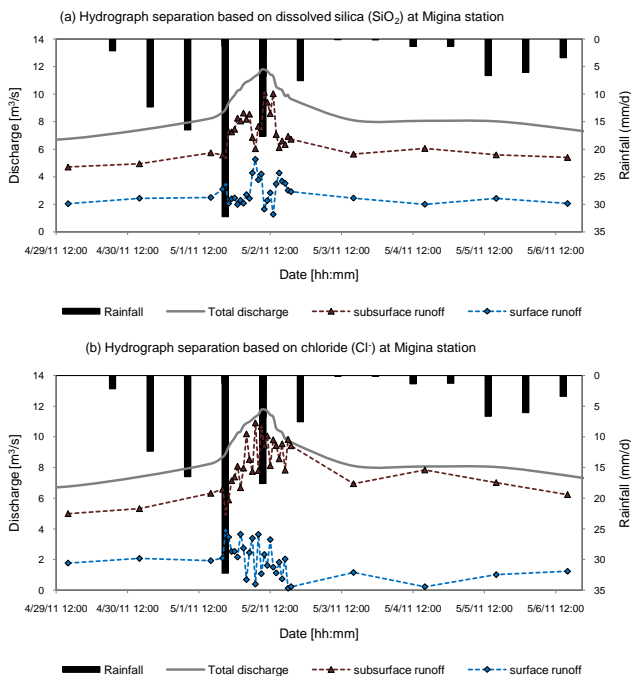 (a) Hydrograph separation based on dissolved silica (SiO₂) at Migina station
14 12 10 8 6 4 2 0
Discharge [m³/s]
0 5 10 15 20 25 30 35
Rainfall [mm/d]
4/29/11 12:00 4/30/11 12:00 5/1/11 12:00 5/2/11 12:00 5/3/11 12:00 5/4/11 12:00 5/5/11 12:00 5/6/11 12:00
Date [hh:mm]
Rainfall Total discharge subsurface runoff surface runoff
(b) Hydrograph separation based on chloride (Cl⁻) at Migina station
14 12 10 8 6 4 2 0
Discharge [m³/s]
0 5 10 15 20 25 30 35
Rainfall (mm/d)
4/29/11 12:00 4/30/11 12:00 5/1/11 12:00 5/2/11 12:00 5/3/11 12:00 5/4/11 12:00 5/5/11 12:00 5/6/11 12:00
Date [hh:mm]
Rainfall Total discharge subsurface runoff surface runoff